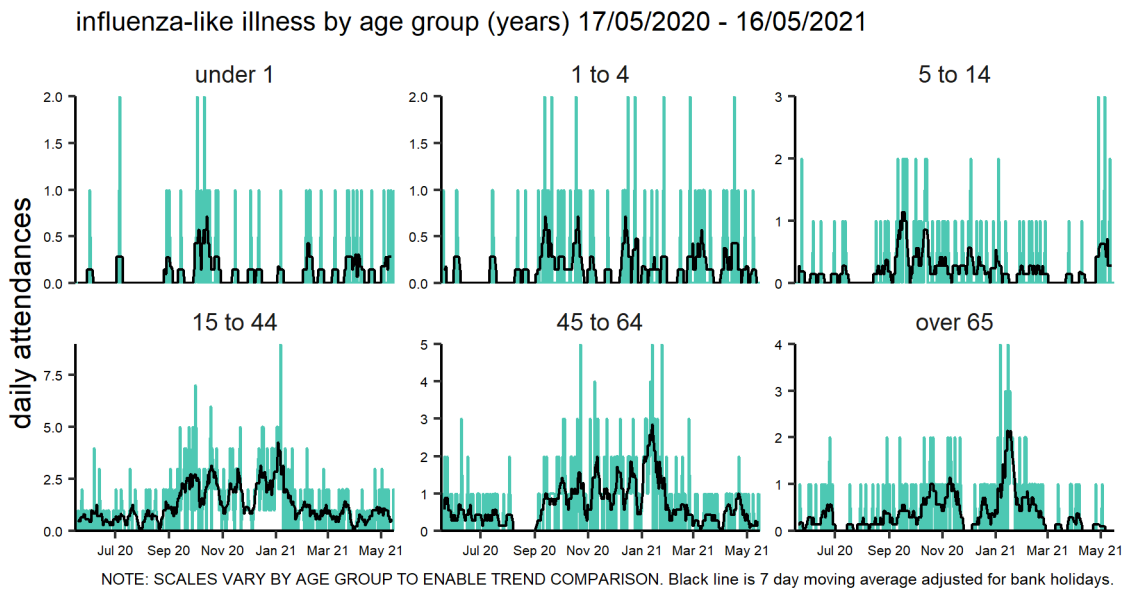 influenza-like illness by age group (years) 17/05/2020 - 16/05/2021
daily attendances
under 1
1 to 4
5 to 14
2.0
1.5
1.0
0.5
0.0
2.0
1.5
1.0
0.5
0.0
3
2
1
0
15 to 44
45 to 64
over 65
7.5
5.0
2.5
0.0
5
4
3
2
1
0
4
3
2
1
0
Jul 20 Sep 20 Nov 20 Jan 21 Mar 21 May 21
Jul 20 Sep 20 Nov 20 Jan 21 Mar 21 May 21
Jul 20 Sep 20 Nov 20 Jan 21 Mar 21 May 21
NOTE: SCALES VARY BY AGE GROUP TO ENABLE TREND COMPARISON. Black line is 7 day moving average adjusted for bank holidays.